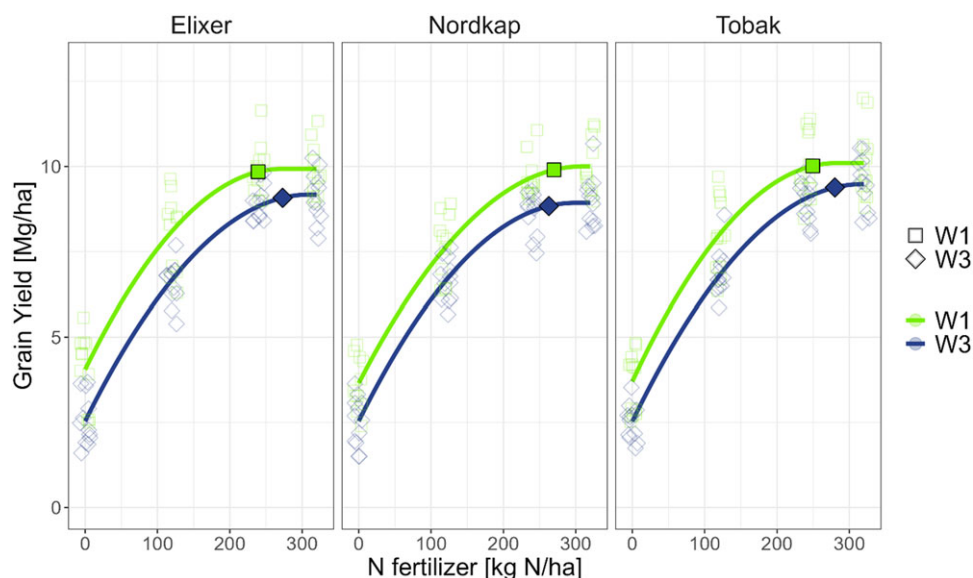 Elixer
Nordkap
Tobak
Grain Yield [Mg/ha]
10
5
0
0 100 200 300
0 100 200 300
0 100 200 300
N fertilizer [kg N/ha]
W1
W3
W1
W3